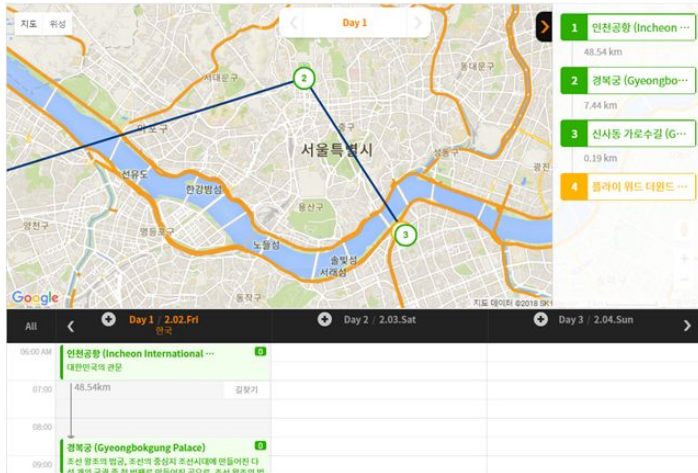 지도 위성
Day 1
1 인천공항 (Incheon ···
48.54 km
2 경복궁 (Gyeongbo···
7.44 km
3 신사동 가로수길 (G···
0.19 km
4 플라이 위드 더윈드 ···
서대문구
동대문구
2
마포구
중구
서울특별시
성동구
광진
선유도
한강밤섬
용산구
양천구
영등포구
노들섬
3
솔빛섬
서래섬
동작구
Google
지도 데이터 ©2018 SK
All
Day 1 / 2.02.Fri
한국
Day 2 / 2.03.Sat
Day 3 / 2.04.Sun
06:00 AM
인천공항 (Incheon International ··· 0
대한민국의 관문
07:00
48.54km
길찾기
08:00
경복궁 (Gyeongbokgung Palace) 0
09:00
조선 왕조의 법궁, 조선의 중심지 조선시대에 만들어진 다